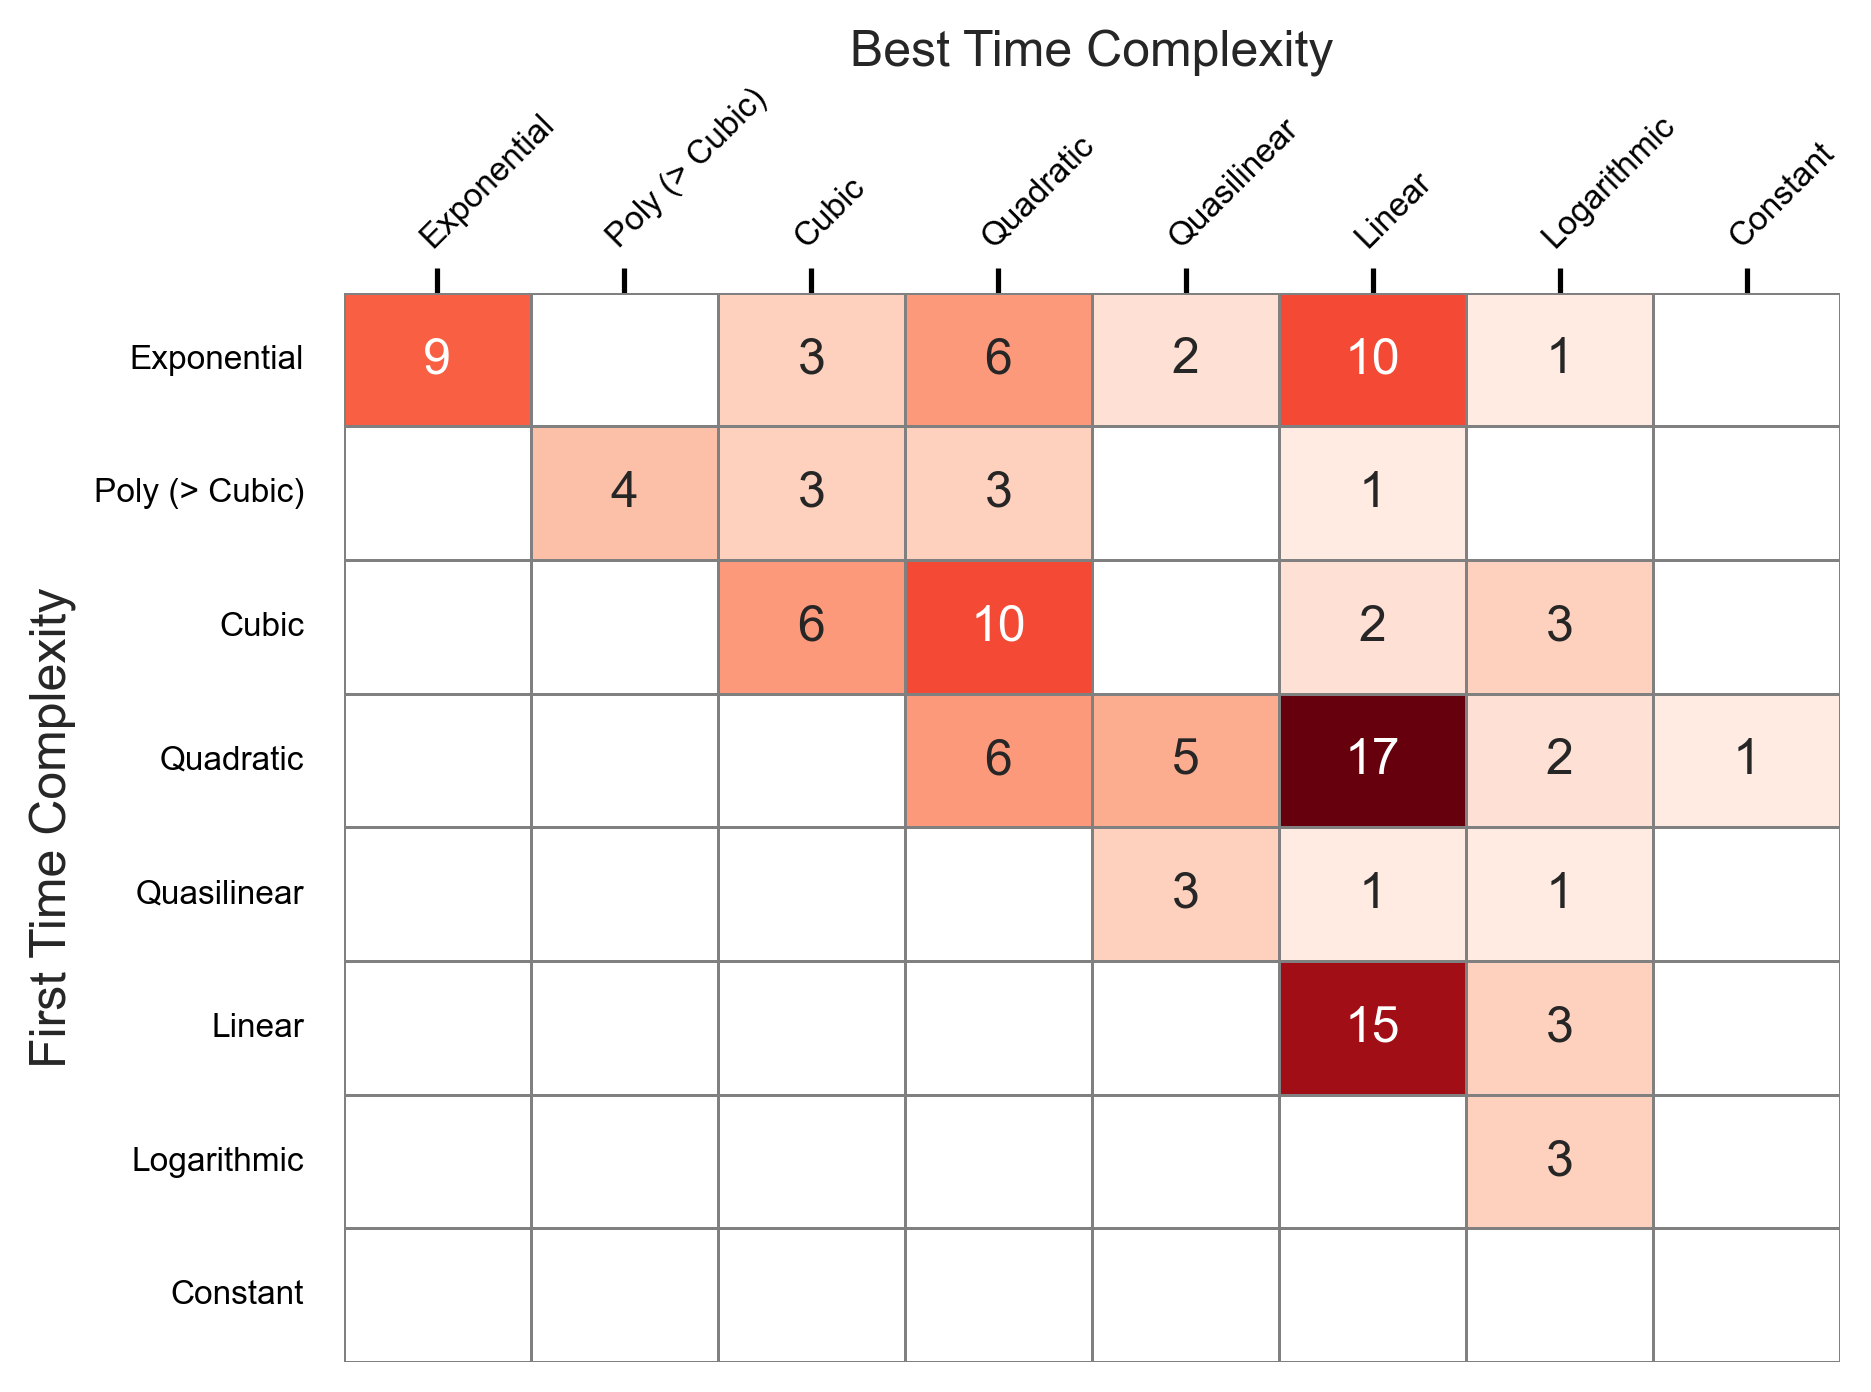 Best Time Complexity
Exponential
Poly (> Cubic)
Cubic
Quadratic
Quasilinear
Linear
Logarithmic
Constant
First Time Complexity
Exponential 9 3 6 2 10 1
Poly (> Cubic) 4 3 3 1
Cubic 6 10 2 3
Quadratic 6 5 17 2 1
Quasilinear 3 1 1
Linear 15 3
Logarithmic 3
Constant